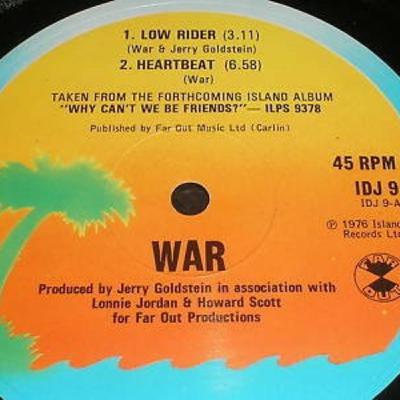 1. LOW RIDER (3.11)
(War & Jerry Goldstein)
2. HEARTBEAT (6.58)
(War)
TAKEN FROM THE FORTHCOMING ISLAND ALBUM
"WHY CAN'T WE BE FRIENDS?"— ILPS 9378
Published by Far Out Music Ltd (Carlin)
45 RPM
IDJ 9
IDJ 9-A
℗ 1976 Island
Records Ltd
WAR
FAR
OUT
Produced by Jerry Goldstein in association with
Lonnie Jordan & Howard Scott
for Far Out Productions